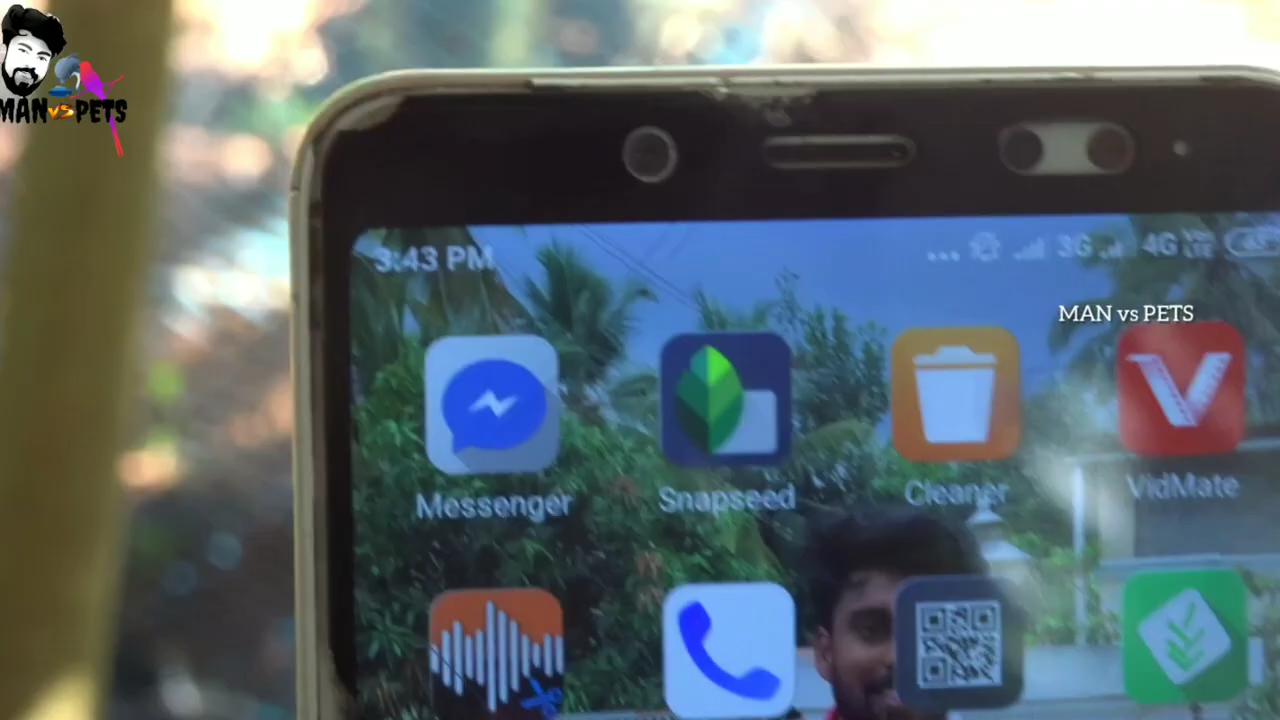 MAN vs PETS
3:43 PM
3G
4G
MAN vs PETS
Messenger
Snapseed
Cleaner
VidMate